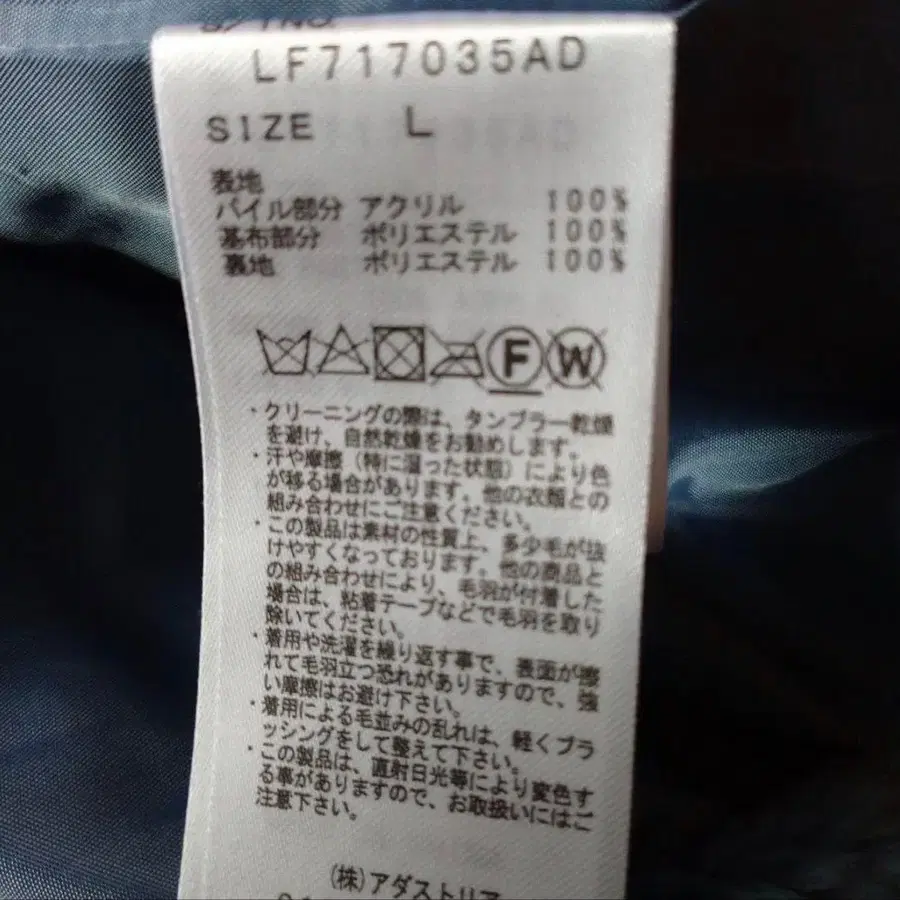 LF717035AD
SIZE L
表地
パイル部分 アクリル 100%
基布部分 ポリエステル 100%
裏地 ポリエステル 100%
F W
・クリーニングの際は、タンブラー乾燥
を避け、自然乾燥をお勧めします。
・汗や摩擦（特に湿った状態）により色
が移る場合があります。他の衣類との
組み合わせにご注意ください。
・この製品は素材の性質上、多少毛が抜
けやすくなっております。他の商品と
の組み合わせにより、毛羽が付着した
場合は、粘着テープなどで毛羽を取り
除いてください。
・着用や洗濯を繰り返す事で、表面が擦
れて毛羽立つ恐れがありますので、強
い摩擦はお避け下さい。
・着用による毛並みの乱れは、軽くブラ
ッシングをして整えて下さい。
・この製品は、直射日光等により変色す
る事がありますので、お取扱いにはご
注意下さい。
(株)アダストリア